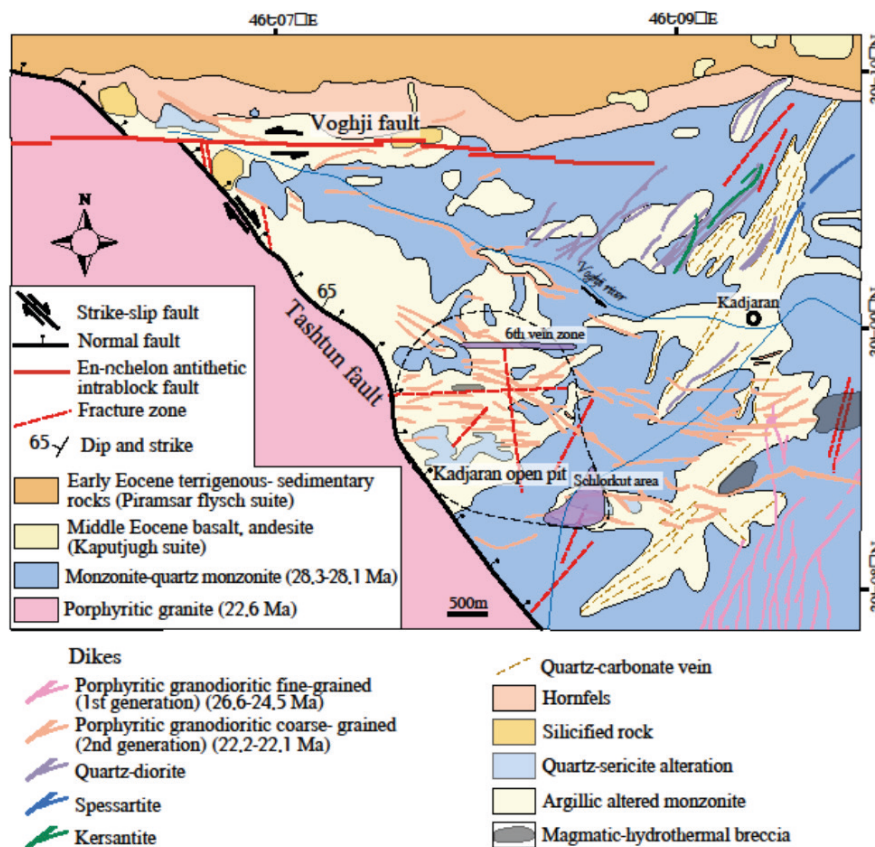 46б07□E
46б09□E
Voghji fault
N
65
Tashtun fault
Voghji river
Kadjaran
6th vein zone
Kadjaran open pit
Schlorkut area
500m
Strike-slip fault
Normal fault
En-nchelon antithetic
intrablock fault
Fracture zone
65 Dip and strike
Early Eocene terrigenous- sedimentary
rocks (Piramsar flysch suite)
Middle Eocene basalt, andesite
(Kaputjugh suite)
Monzonite-quartz monzonite (28,3-28,1 Ma)
Porphyritic granite (22,6 Ma)
Dikes
Porphyritic granodioritic fine-grained
(1st generation) (26,6-24,5 Ma)
Porphyritic granodioritic coarse- grained
(2nd generation) (22,2-22,1 Ma)
Quartz-diorite
Spessartite
Kersantite
Quartz-carbonate vein
Hornfels
Silicified rock
Quartz-sericite alteration
Argillic altered monzonite
Magmatic-hydrothermal breccia